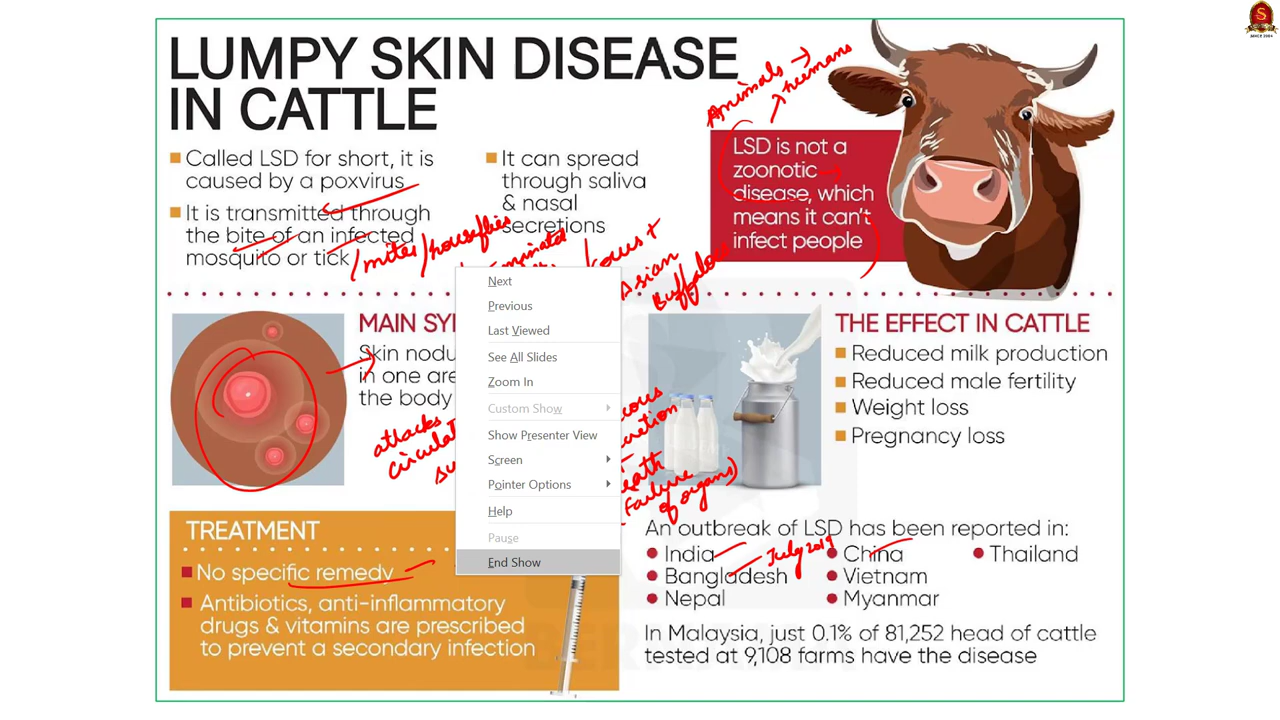 LUMPY SKIN DISEASE
IN CATTLE
Called LSD for short, it is
caused by a poxvirus
It is transmitted through
the bite of an infected
mosquito or tick
/mites/houseflies
It can spread
through saliva
& nasal
secretions
Animals →
humans
LSD is not a
zoonotic
disease, which
means it can't
infect people
S
SINCE 2004
Asian
Buffaloes
MAIN SY
Skin nodu
in one are
the body
attacks
circulat
Next
Previous
Last Viewed
See All Slides
Zoom In
Custom Show
Show Presenter View
Screen
Pointer Options
Help
Pause
End Show
cous
cretion
eath
Failure
of organs)
THE EFFECT IN CATTLE
Reduced milk production
Reduced male fertility
Weight loss
Pregnancy loss
TREATMENT
No specific remedy
Antibiotics, anti-inflammatory
drugs & vitamins are prescribed
to prevent a secondary infection
An outbreak of LSD has been reported in:
India
Bangladesh
Nepal
July 2019
China
Vietnam
Myanmar
Thailand
In Malaysia, just 0.1% of 81,252 head of cattle
tested at 9,108 farms have the disease